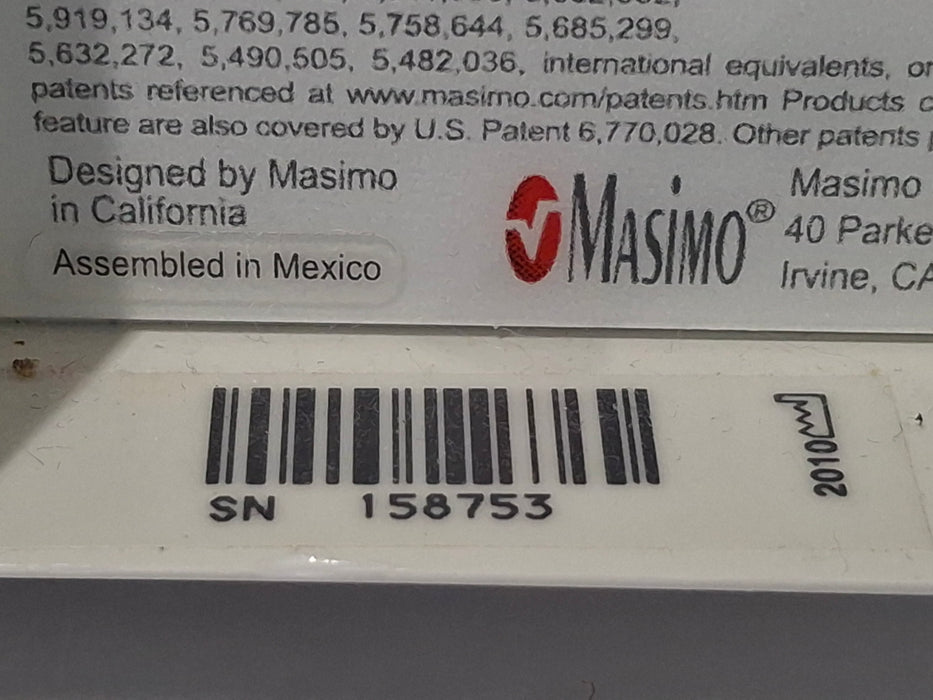 5,919,134, 5,769,785, 5,758,644, 5,685,299,
5,632,272, 5,490,505, 5,482,036, international equivalents, or
patents referenced at www.masimo.com/patents.htm Products
feature are also covered by U.S. Patent 6,770,028. Other patents
Designed by Masimo
in California
Assembled in Mexico
MASIMO®
Masimo
40 Parke
Irvine, CA
SN 158753
2010